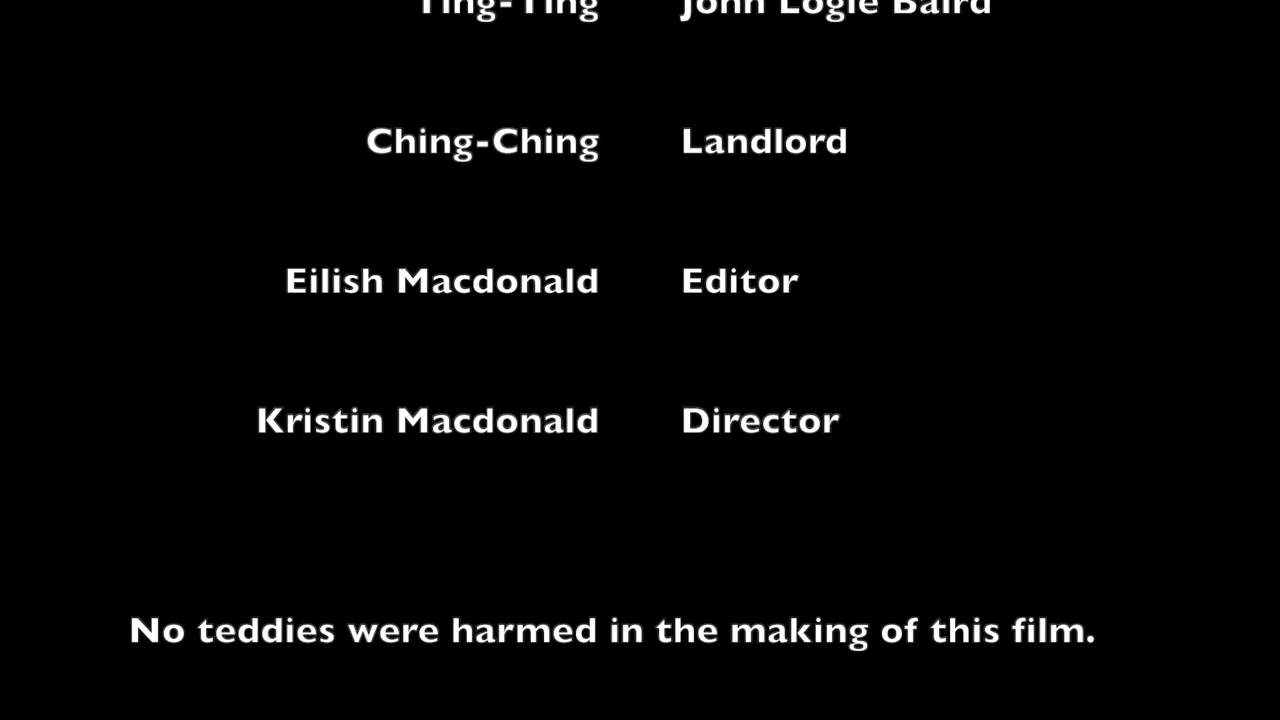 Ting-Ting John Logie Baird
Ching-Ching Landlord
Eilish Macdonald Editor
Kristin Macdonald Director
No teddies were harmed in the making of this film.